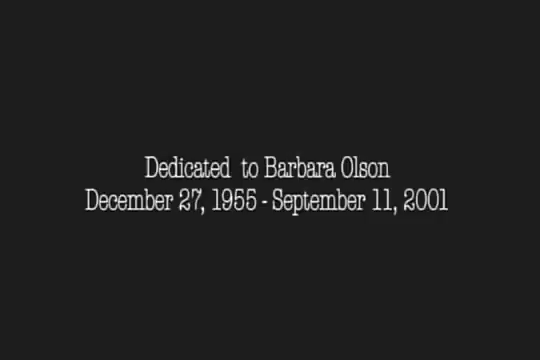 Dedicated to Barbara Olson
December 27, 1955 - September 11, 2001